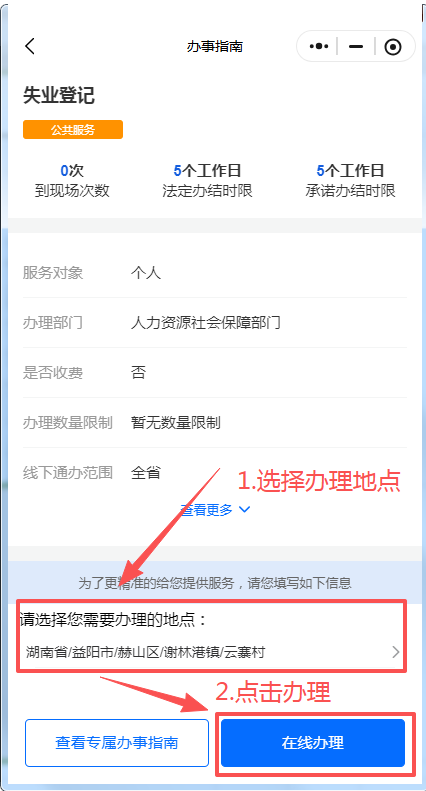 办事指南
失业登记
公共服务
0次 5个工作日 5个工作日
到现场次数 法定办结时限 承诺办结时限
服务对象 个人
办理部门 人力资源社会保障部门
是否收费 否
办理数量限制 暂无数量限制
线下通办范围 全省
1.选择办理地点
查看更多
为了更精准的给您提供服务，请您填写如下信息
请选择您需要办理的地点：
湖南省/益阳市/赫山区/谢林港镇/云寨村
2.点击办理
查看专属办事指南 在线办理